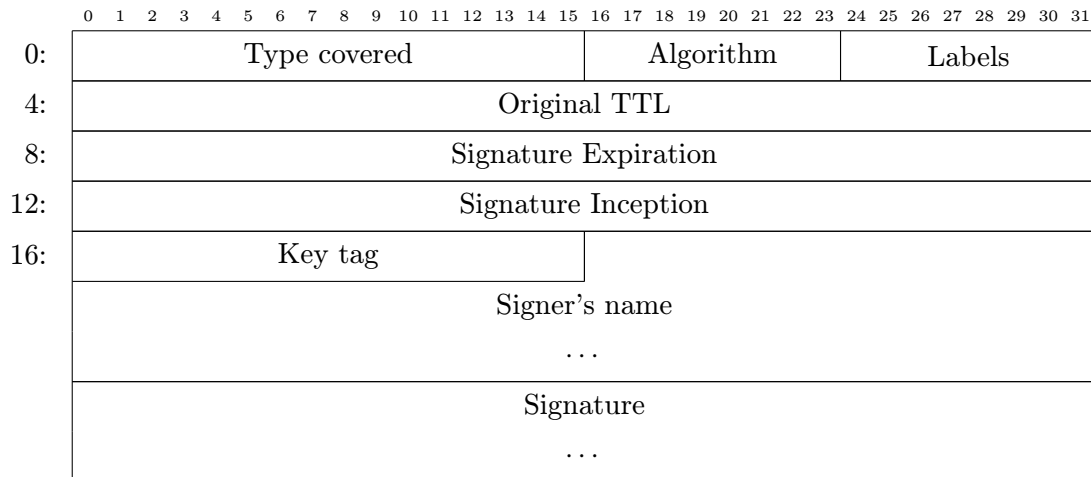 0 1 2 3 4 5 6 7 8 9 10 11 12 13 14 15 16 17 18 19 20 21 22 23 24 25 26 27 28 29 30 31
0: Type covered Algorithm Labels
4: Original TTL
8: Signature Expiration
12: Signature Inception
16: Key tag
Signer's name
...
Signature
...